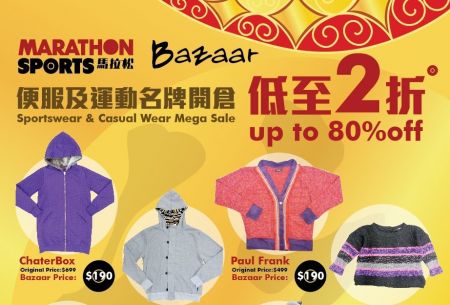 MARATHON
SPORTS 馬拉松
Bazaar
便服及運動名牌開倉
Sportswear & Casual Wear Mega Sale
低至2折
up to 80%off
ChaterBox
Original Price:$699
Bazaar Price: $190
Paul Frank
Original Price:$499
Bazaar Price: $190